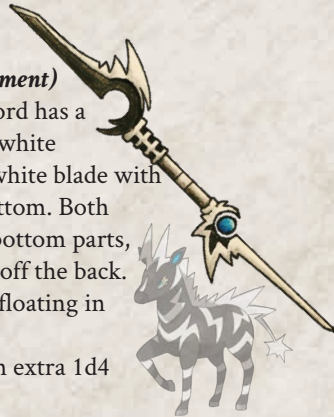 ment)
ord has a
white
white blade with
ttom. Both
bottom parts,
off the back.
floating in
n extra 1d4